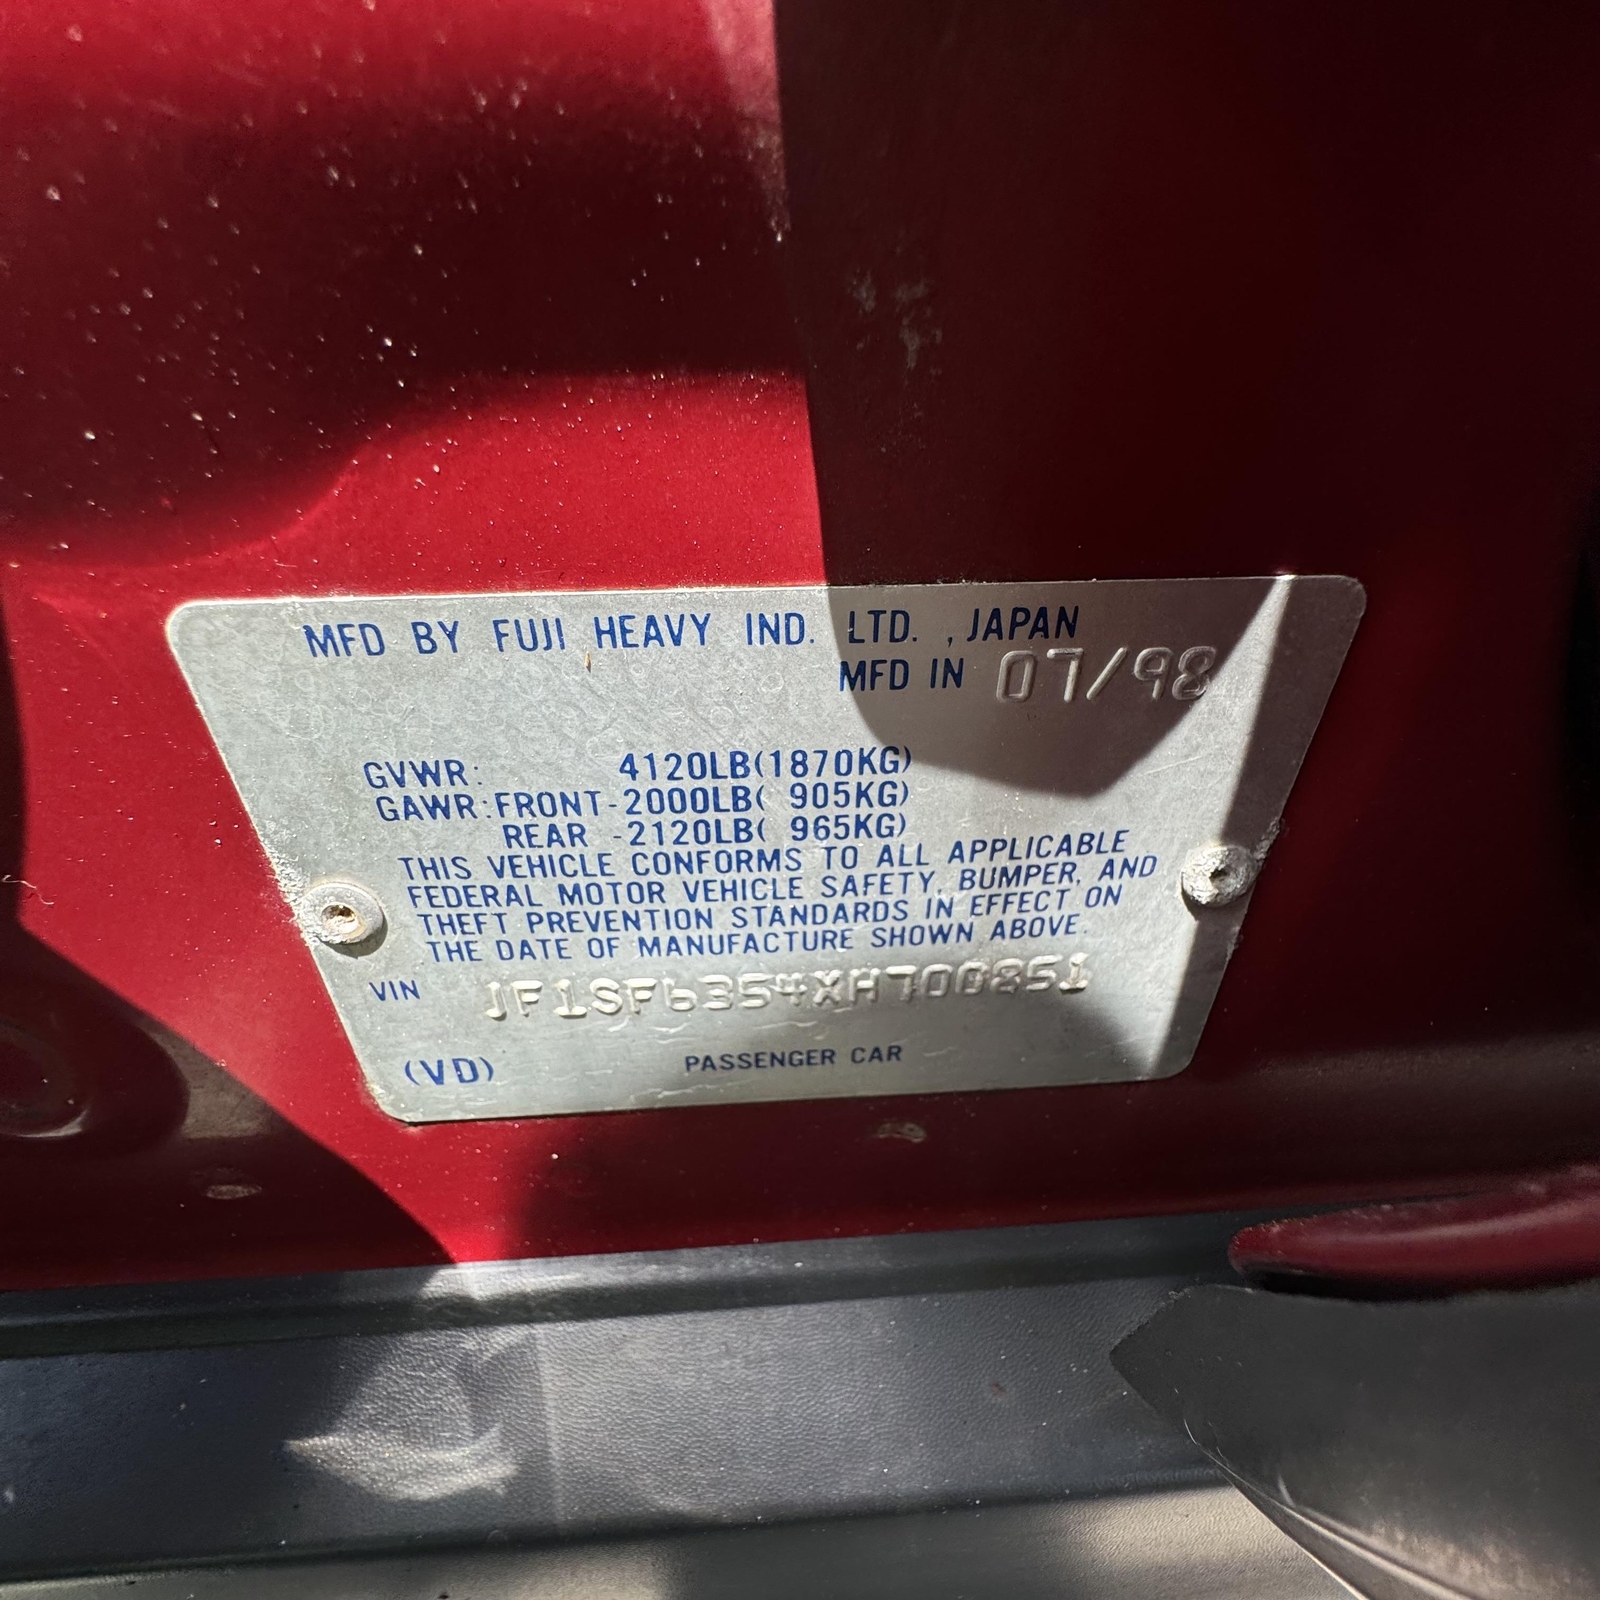 MFD BY FUJI HEAVY IND. LTD. , JAPAN
MFD IN 07/98
GVWR: 4120LB(1870KG)
GAWR:FRONT-2000LB( 905KG)
REAR -2120LB( 965KG)
THIS VEHICLE CONFORMS TO ALL APPLICABLE
FEDERAL MOTOR VEHICLE SAFETY, BUMPER, AND
THEFT PREVENTION STANDARDS IN EFFECT ON
THE DATE OF MANUFACTURE SHOWN ABOVE.
VIN JF1SF6354XH700851
(VD) PASSENGER CAR